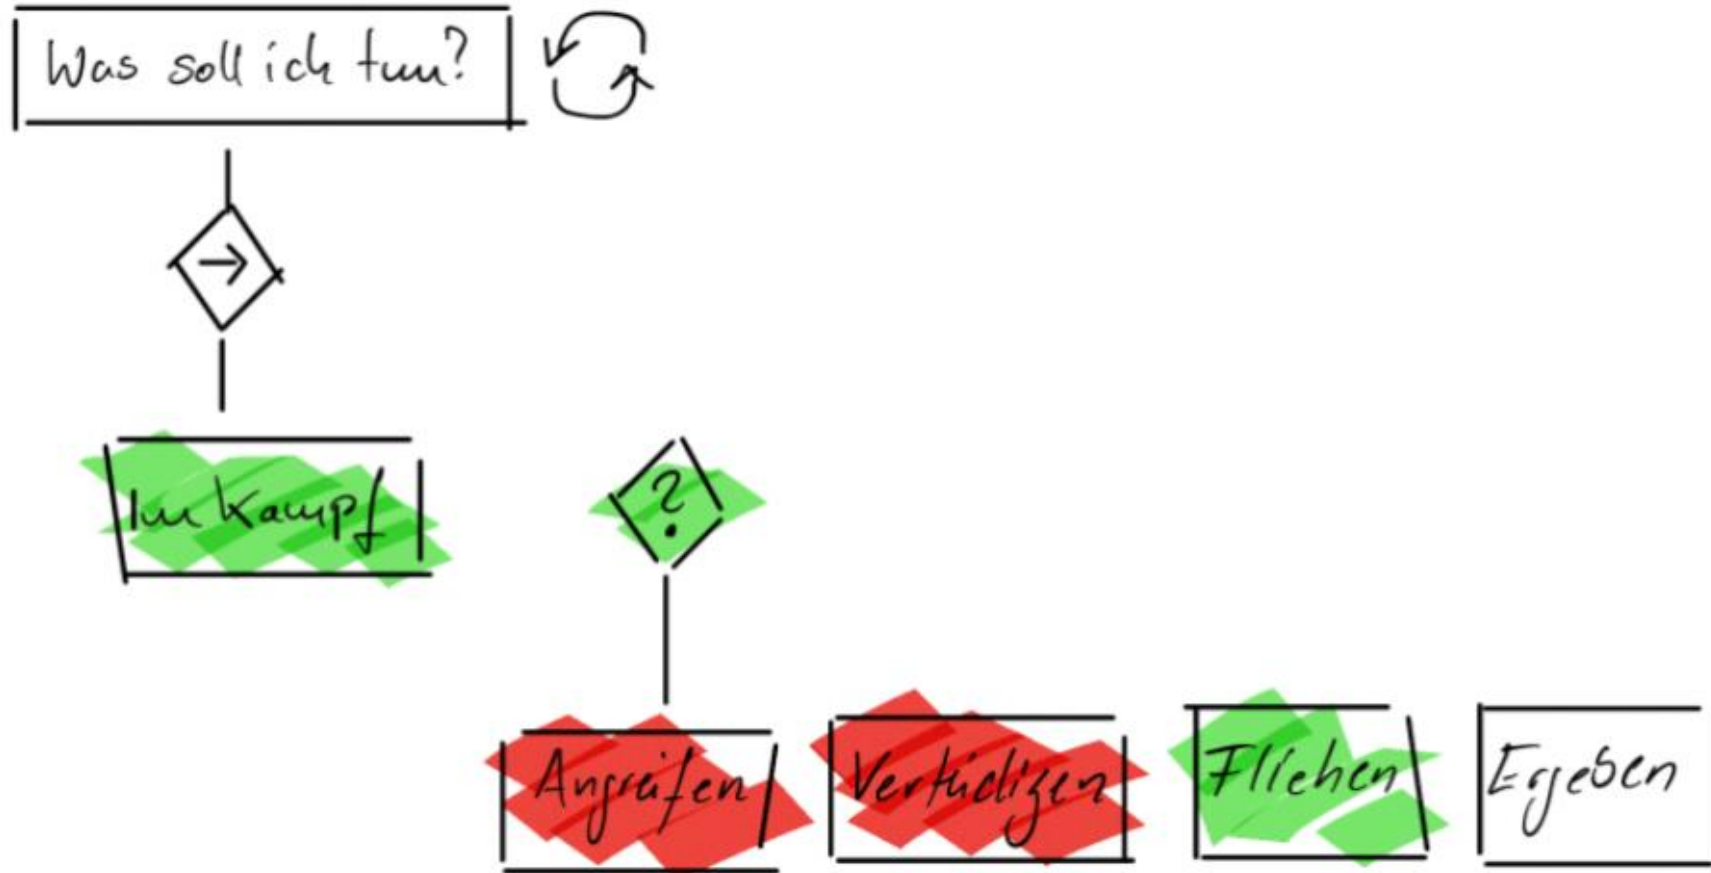 Was soll ich tun?
Im Kampf
?
Angreifen
Verteidigen
Fliehen
Ergeben